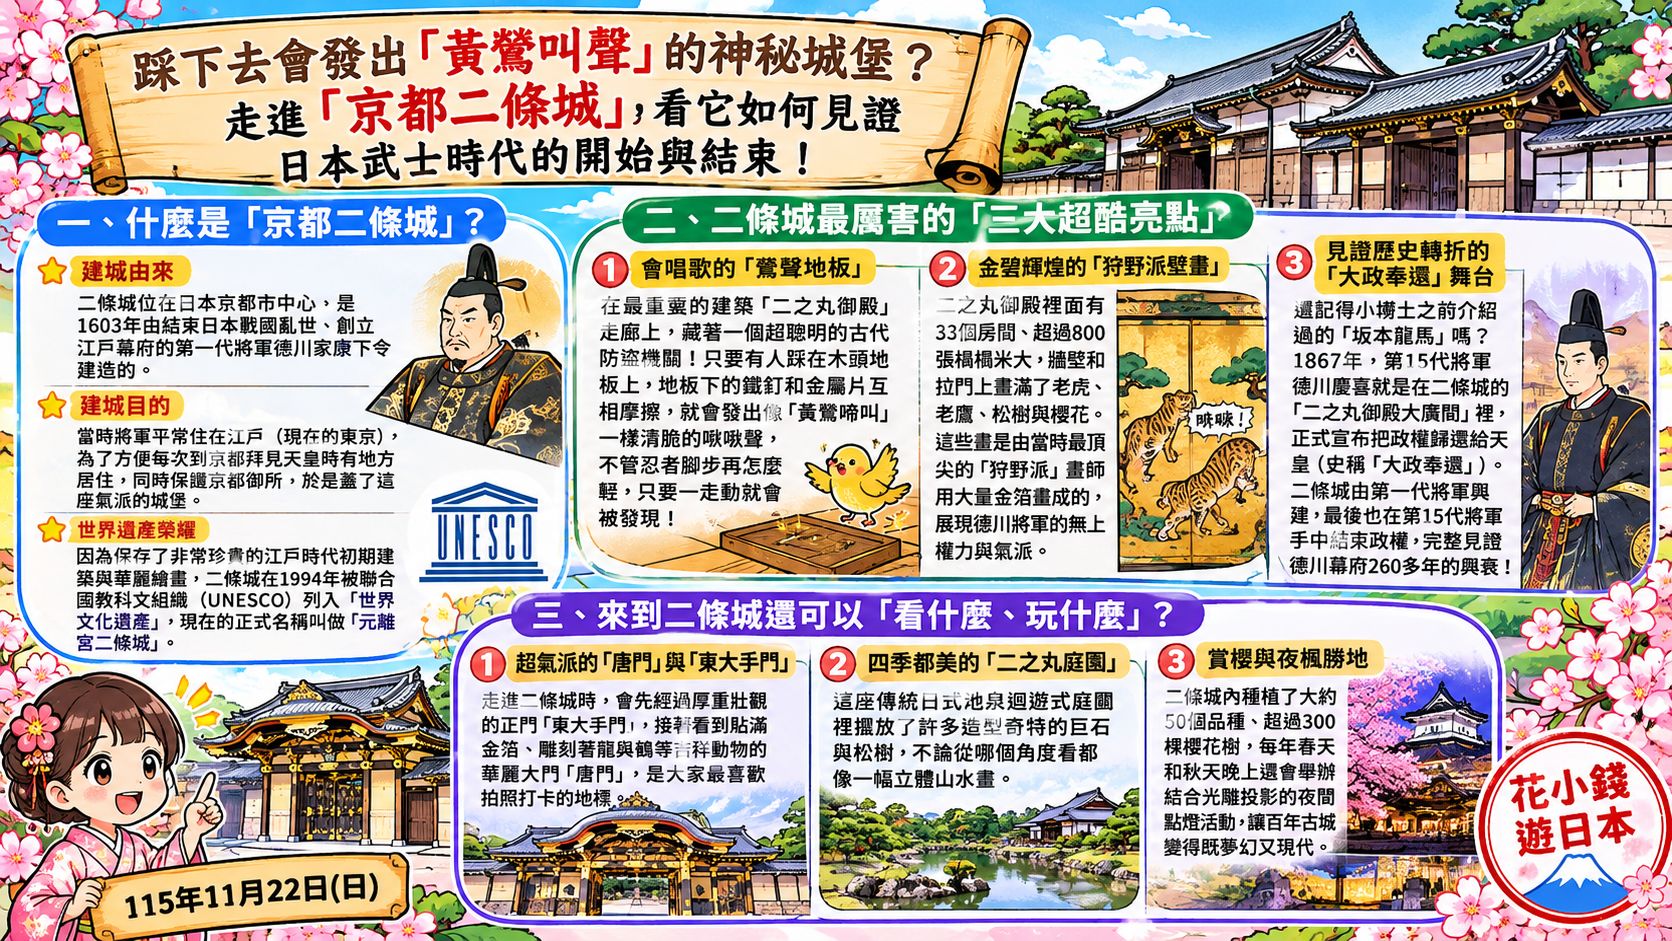 踩下去會發出「黃鶯叫聲」的神秘城堡？
走進「京都二條城」，看它如何見證
日本武士時代的開始與結束！
一、什麼是「京都二條城」？
建城由來
二條城位在日本京都市中心，是
1603年由結束日本戰國亂世、創立
江戶幕府的第一代將軍德川家康下令
建造的。
建城目的
當時將軍平常住在江戶（現在的東京），
為了方便每次到京都拜見天皇時有地方
居住，同時保護京都御所，於是蓋了這
座氣派的城堡。
世界遺產榮耀
因為保存了非常珍貴的江戶時代初期建
築與華麗繪畫，二條城在1994年被聯合
國教科文組織（UNESCO）列入「世界
文化遺產」，現在的正式名稱叫做「元離
宮二條城」。
UNESCO
二、二條城最厲害的「三大超酷亮點」
1 會唱歌的「鶯聲地板」
在最重要的建築「二之丸御殿」
走廊上，藏著一個超聰明的古代
防盜機關！只要有人踩在木頭地
板上，地板下的鐵釘和金屬片互
相摩擦，就會發出像「黃鶯啼叫」
一樣清脆的啾啾聲，
不管忍者腳步再怎麼
輕，只要一走動就會
被發現！
2 金碧輝煌的「狩野派壁畫」
二之丸御殿裡面有
33個房間、超過800
張榻榻米大，牆壁和
拉門上畫滿了老虎、
老鷹、松樹與櫻花。
這些畫是由當時最頂
尖的「狩野派」畫師
用大量金箔畫成的，
展現德川將軍的無上
權力與氣派。
3 見證歷史轉折的
「大政奉還」舞台
還記得小博士之前介紹
過的「坂本龍馬」嗎？
1867年，第15代將軍
德川慶喜就是在二條城的
「二之丸御殿大廣間」裡，
正式宣布把政權歸還給天
皇（史稱「大政奉還」）。
二條城由第一代將軍興
建，最後也在第15代將軍
手中結束政權，完整見證
德川幕府260多年的興衰！
三、來到二條城還可以「看什麼、玩什麼」？
1 超氣派的「唐門」與「東大手門」
走進二條城時，會先經過厚重壯觀
的正門「東大手門」，接著看到貼滿
金箔、雕刻著龍與鶴等吉祥動物的
華麗大門「唐門」，是大家最喜歡
拍照打卡的地標。
2 四季都美的「二之丸庭園」
這座傳統日式池泉迴遊式庭園
裡擺放了許多造型奇特的巨石
與松樹，不論從哪個角度看都
像一幅立體山水畫。
3 賞櫻與夜楓勝地
二條城內種植了大約
50個品種、超過300
棵櫻花樹，每年春天
和秋天晚上還會舉辦
結合光雕投影的夜間
點燈活動，讓百年古城
變得既夢幻又現代。
115年11月22日(日)
花小錢
遊日本